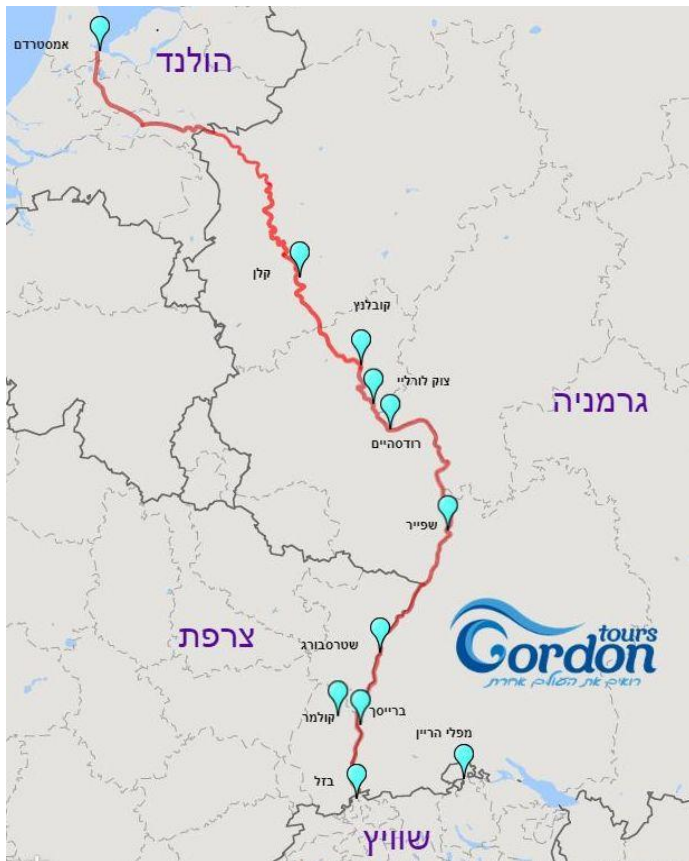 הולנד
אמסטרדם
קלן
קובלנץ
צוק לורליי
גרמניה
רודסהיים
שפייר
tours
Gordon
רואים את העולם אחרת
צרפת
שטרסבורג
ברייסך
קולמר
מפלי הריין
בזל
שוויץ